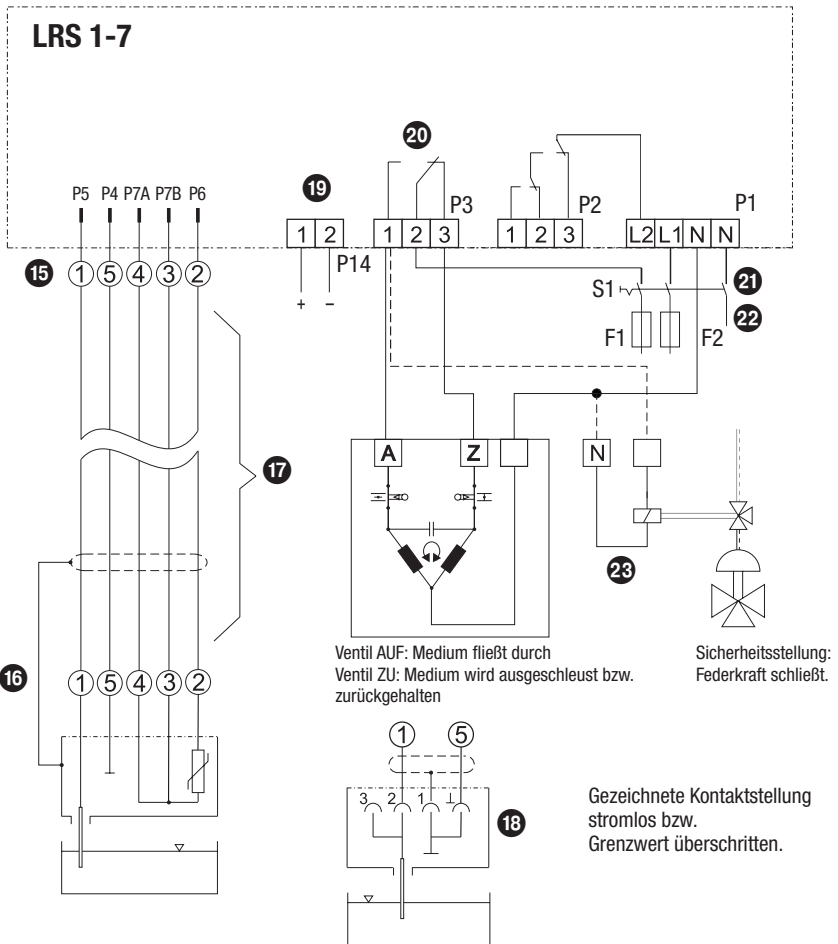 LRS 1-7
20
P5 P4 P7A P7B P6
19
P3
P2
P1
1 2
1 2 3
1 2 3
L2 L1 N N
P14
+ −
15
1 5 4 3 2
S1
21
22
F1
F2
A
Z
N
17
23
Ventil AUF: Medium fließt durch
Ventil ZU: Medium wird ausgeschleust bzw.
zurückgehalten
Sicherheitsstellung:
Federkraft schließt.
16
1 5 4 3 2
1 5
3 2 1
18
Gezeichnete Kontaktstellung
stromlos bzw.
Grenzwert überschritten.